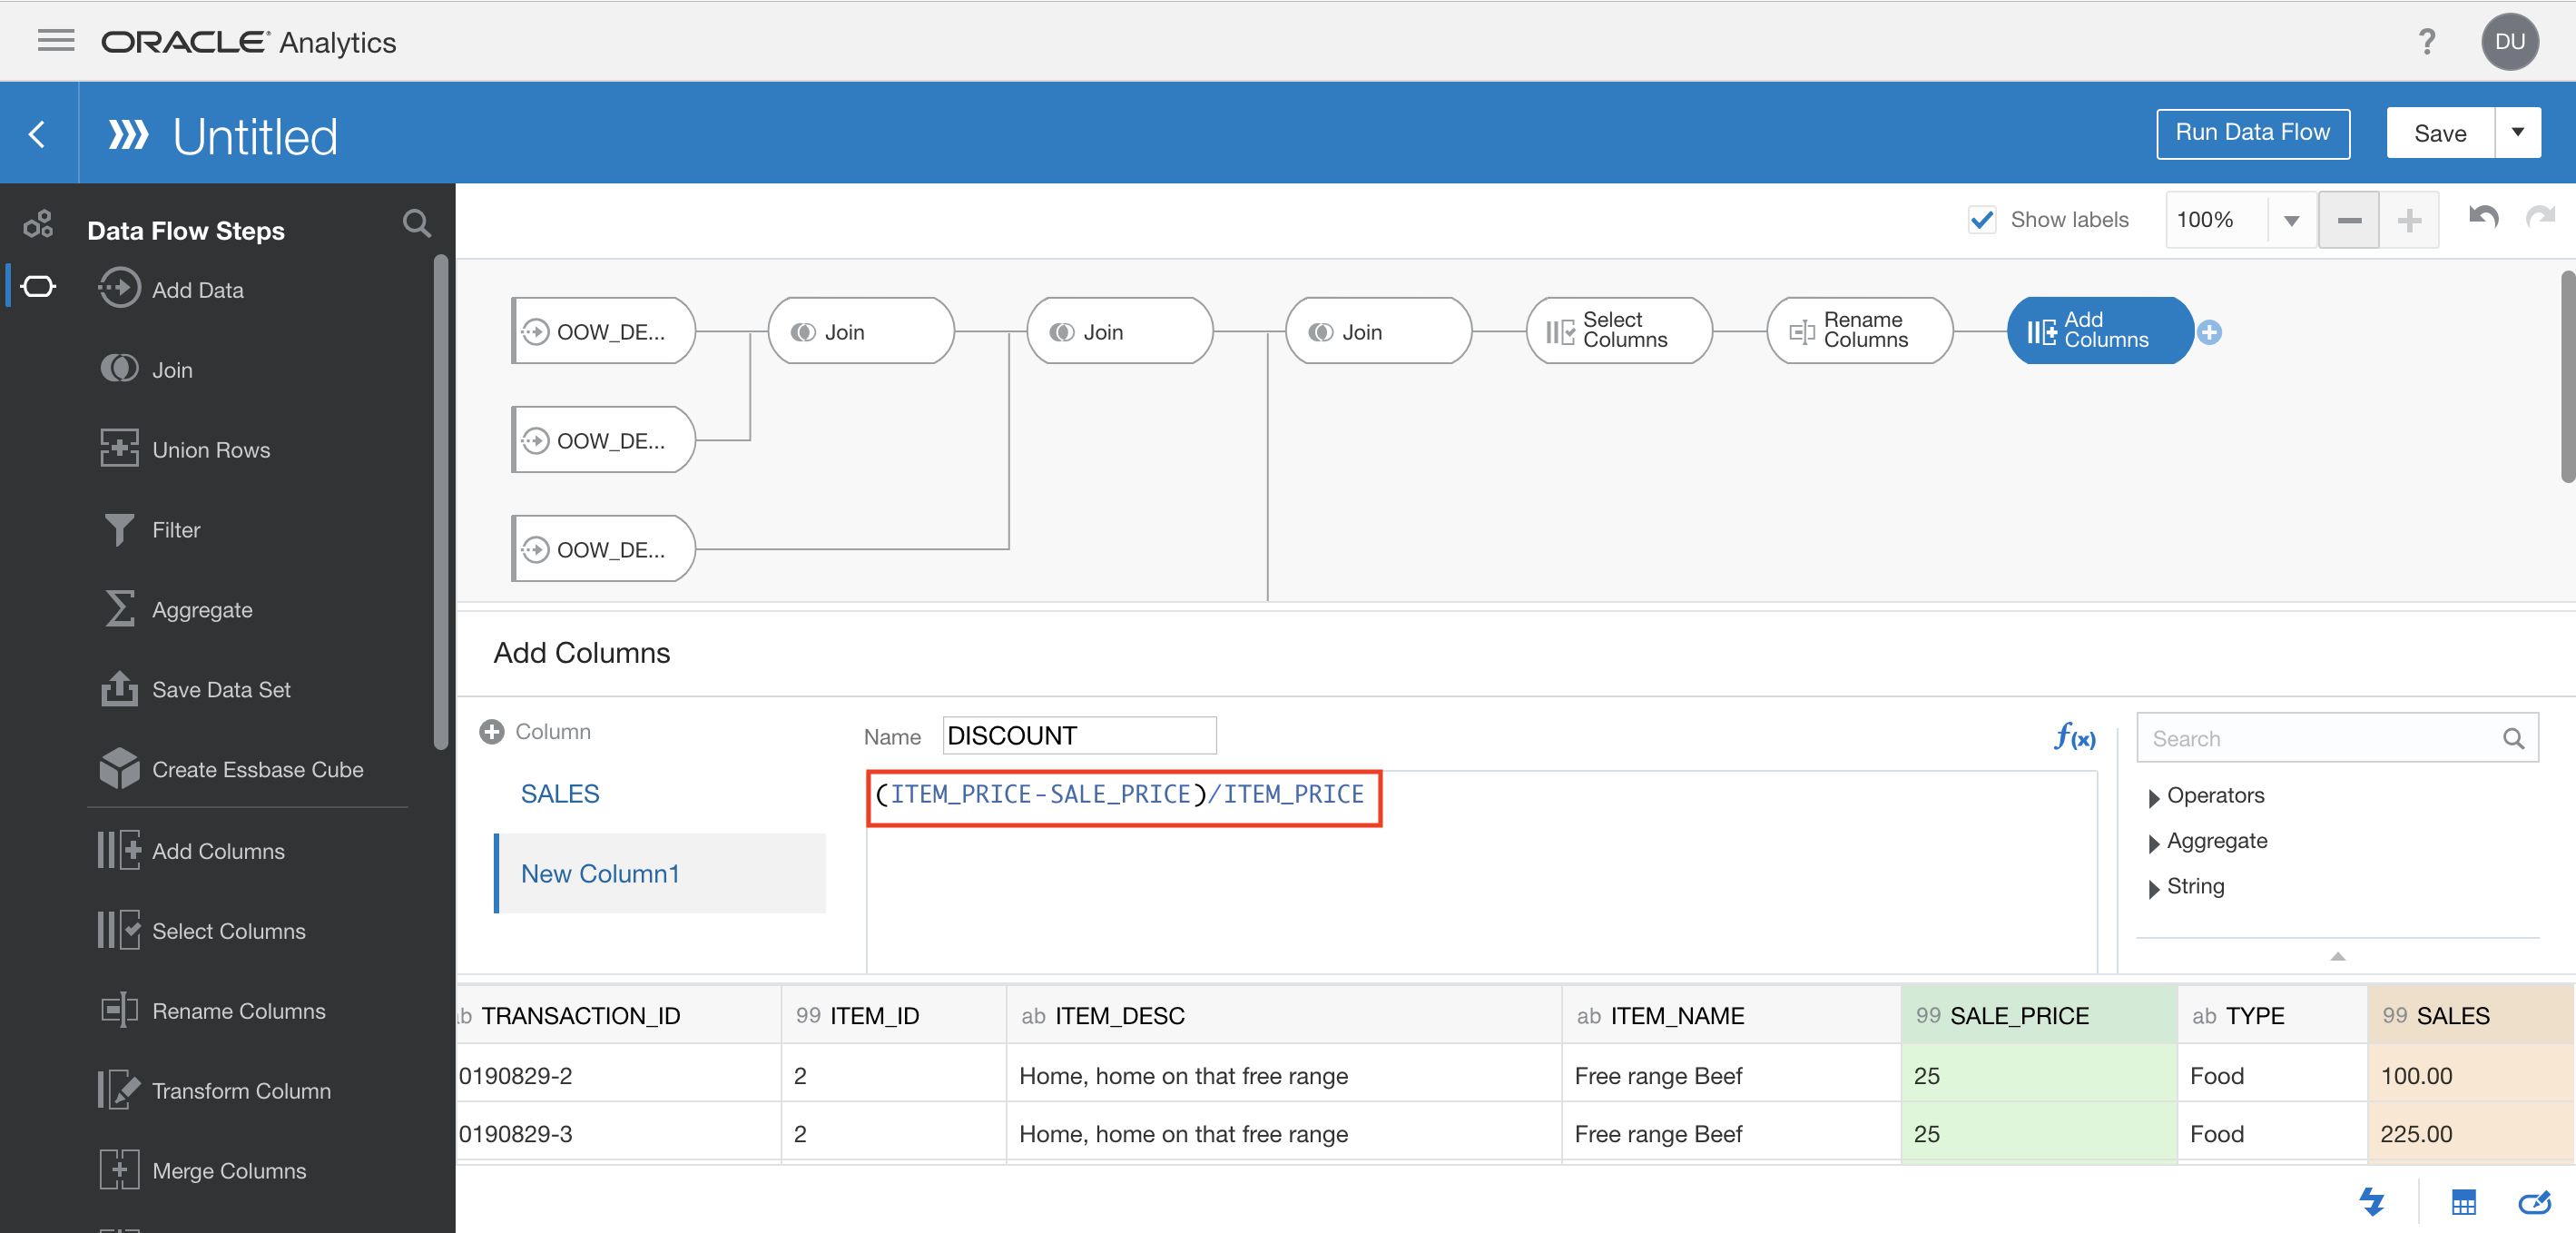 ORACLE® Analytics
?
DU
Untitled
Run Data Flow
Save
Data Flow Steps
Add Data
Join
Union Rows
Filter
Aggregate
Save Data Set
Create Essbase Cube
Add Columns
Select Columns
Rename Columns
Transform Column
Merge Columns
Show labels
100%
OOW_DE...
Join
Join
Join
Select
Columns
Rename
Columns
Add
Columns
OOW_DE...
OOW_DE...
Add Columns
Column
SALES
New Column1
Name DISCOUNT
f(x)
(ITEM_PRICE-SALE_PRICE)/ITEM_PRICE
Search
Operators
Aggregate
String
ab TRANSACTION_ID 99 ITEM_ID ab ITEM_DESC ab ITEM_NAME 99 SALE_PRICE ab TYPE 99 SALES
0190829-2 2 Home, home on that free range Free range Beef 25 Food 100.00
0190829-3 2 Home, home on that free range Free range Beef 25 Food 225.00